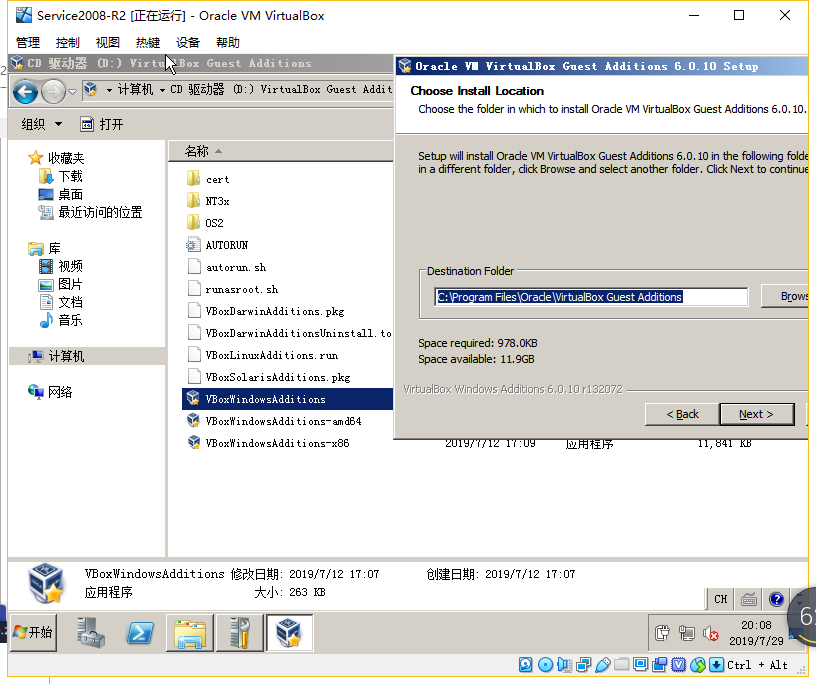 Service2008-R2 [正在运行] - Oracle VM VirtualBox
管理 控制 视图 热键 设备 帮助
CD 驱动器 (D:) VirtualBox Guest Additions
计算机 CD 驱动器 (D:) VirtualBox Guest Addit
组织 打开
收藏夹
下载
桌面
最近访问的位置
库
视频
图片
文档
音乐
计算机
网络
名称
cert
NT3x
OS2
AUTORUN
autorun.sh
runasroot.sh
VBoxDarwinAdditions.pkg
VBoxDarwinAdditionsUninstall.to
VBoxLinuxAdditions.run
VBoxSolarisAdditions.pkg
VBoxWindowsAdditions
VBoxWindowsAdditions-amd64
VBoxWindowsAdditions-x86 2019/7/12 17:09 应用程序 11,841 KB
Oracle VM VirtualBox Guest Additions 6.0.10 Setup
Choose Install Location
Choose the folder in which to install Oracle VM VirtualBox Guest Additions 6.0.10.
Setup will install Oracle VM VirtualBox Guest Additions 6.0.10 in the following folde
in a different folder, click Browse and select another folder. Click Next to continue
Destination Folder
C:\Program Files\Oracle\VirtualBox Guest Additions
Brows
Space required: 978.0KB
Space available: 11.9GB
VirtualBox Windows Additions 6.0.10 r132072
< Back Next >
VBoxWindowsAdditions 修改日期: 2019/7/12 17:07 创建日期: 2019/7/12 17:07
应用程序 大小: 263 KB
CH
开始
20:08
2019/7/29
Ctrl + Alt